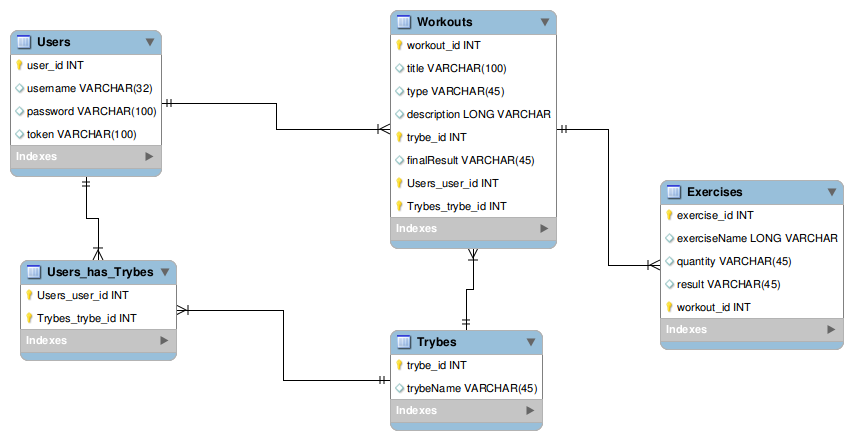 Users
user_id INT
username VARCHAR(32)
password VARCHAR(100)
token VARCHAR(100)
Indexes
Workouts
workout_id INT
title VARCHAR(100)
type VARCHAR(45)
description LONG VARCHAR
trybe_id INT
finalResult VARCHAR(45)
Users_user_id INT
Trybes_trybe_id INT
Indexes
Exercises
exercise_id INT
exerciseName LONG VARCHAR
quantity VARCHAR(45)
result VARCHAR(45)
workout_id INT
Indexes
Users_has_Trybes
Users_user_id INT
Trybes_trybe_id INT
Indexes
Trybes
trybe_id INT
trybeName VARCHAR(45)
Indexes